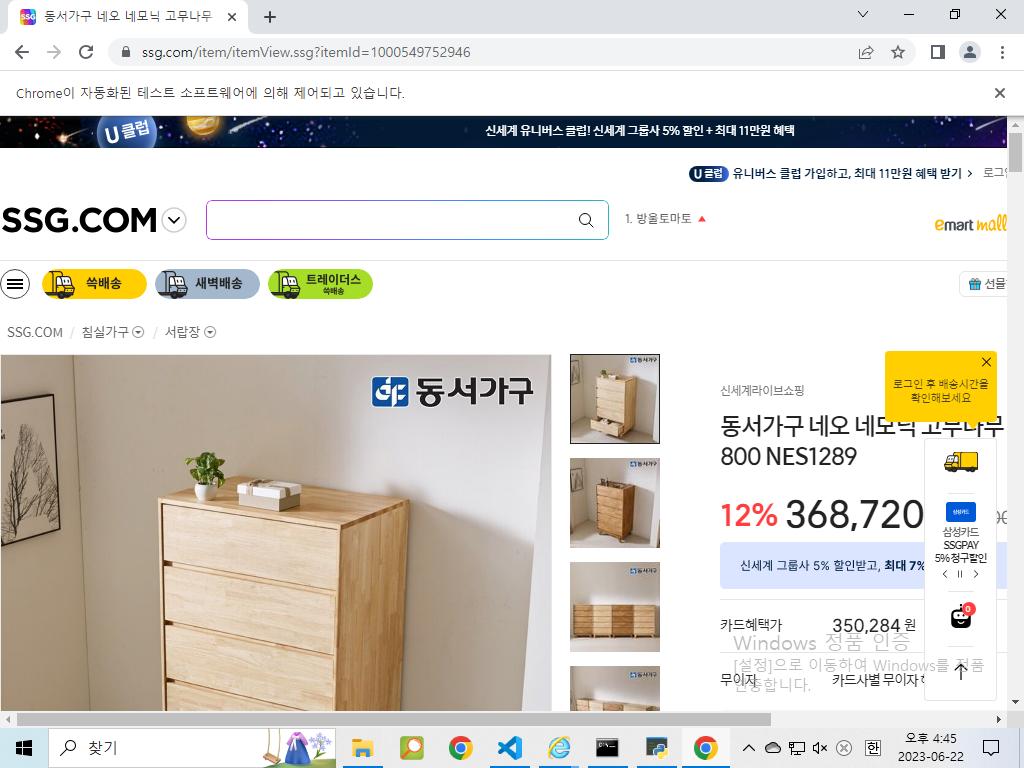 동서가구 네오 네모닉 고무나무
ssg.com/item/itemView.ssg?itemId=1000549752946
Chrome이 자동화된 테스트 소프트웨어에 의해 제어되고 있습니다.
U클럽
신세계 유니버스 클럽! 신세계 그룹사 5% 할인 + 최대 11만원 혜택
U클럽 유니버스 클럽 가입하고, 최대 11만원 혜택 받기 >
SSG.COM
1. 방울토마토
emart mall
쓱배송
새벽배송
트레이더스
쓱배송
선물
SSG.COM / 침실가구 / 서랍장
동서가구
신세계라이브쇼핑
로그인 후 배송시간을
확인해보세요
동서가구 네오 네모닉 고무나무
800 NES1289
12% 368,720
신세계 그룹사 5% 할인받고, 최대 7%
삼성카드
삼성카드
SSGPAY
5% 청구할인
0
카드혜택가 350,284 원
무이자 카드사별 무이자
Windows 정품 인증
[설정]으로 이동하여 Windows를 정품
인증합니다.
찾기
오후 4:45
2023-06-22